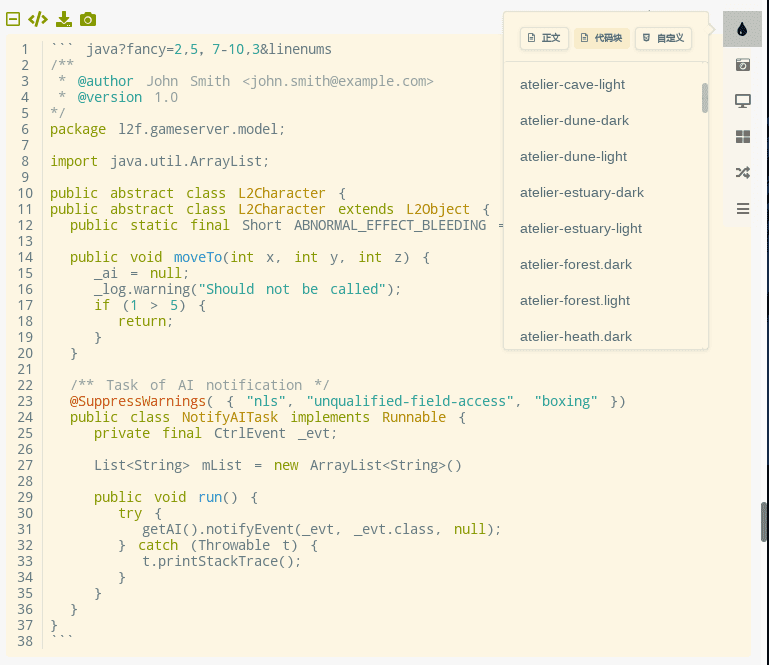 正文 代码块 自定义
atelier-cave-light
atelier-dune-dark
atelier-dune-light
atelier-estuary-dark
atelier-estuary-light
atelier-forest.dark
atelier-forest.light
atelier-heath.dark
1 ``` java?fancy=2,5, 7-10,3&linenums
2 /**
3 * @author John Smith <john.smith@example.com>
4 * @version 1.0
5 */
6 package l2f.gameserver.model;
7
8 import java.util.ArrayList;
9
10 public abstract class L2Character {
11 public abstract class L2Character extends L2Object {
12 public static final Short ABNORMAL_EFFECT_BLEEDING =
13
14 public void moveTo(int x, int y, int z) {
15 _ai = null;
16 _log.warning("Should not be called");
17 if (1 > 5) {
18 return;
19 }
20 }
21
22 /** Task of AI notification */
23 @SuppressWarnings( { "nls", "unqualified-field-access", "boxing" })
24 public class NotifyAITask implements Runnable {
25 private final CtrlEvent _evt;
26
27 List<String> mList = new ArrayList<String>()
28
29 public void run() {
30 try {
31 getAI().notifyEvent(_evt, _evt.class, null);
32 } catch (Throwable t) {
33 t.printStackTrace();
34 }
35 }
36 }
37 }
38 ```